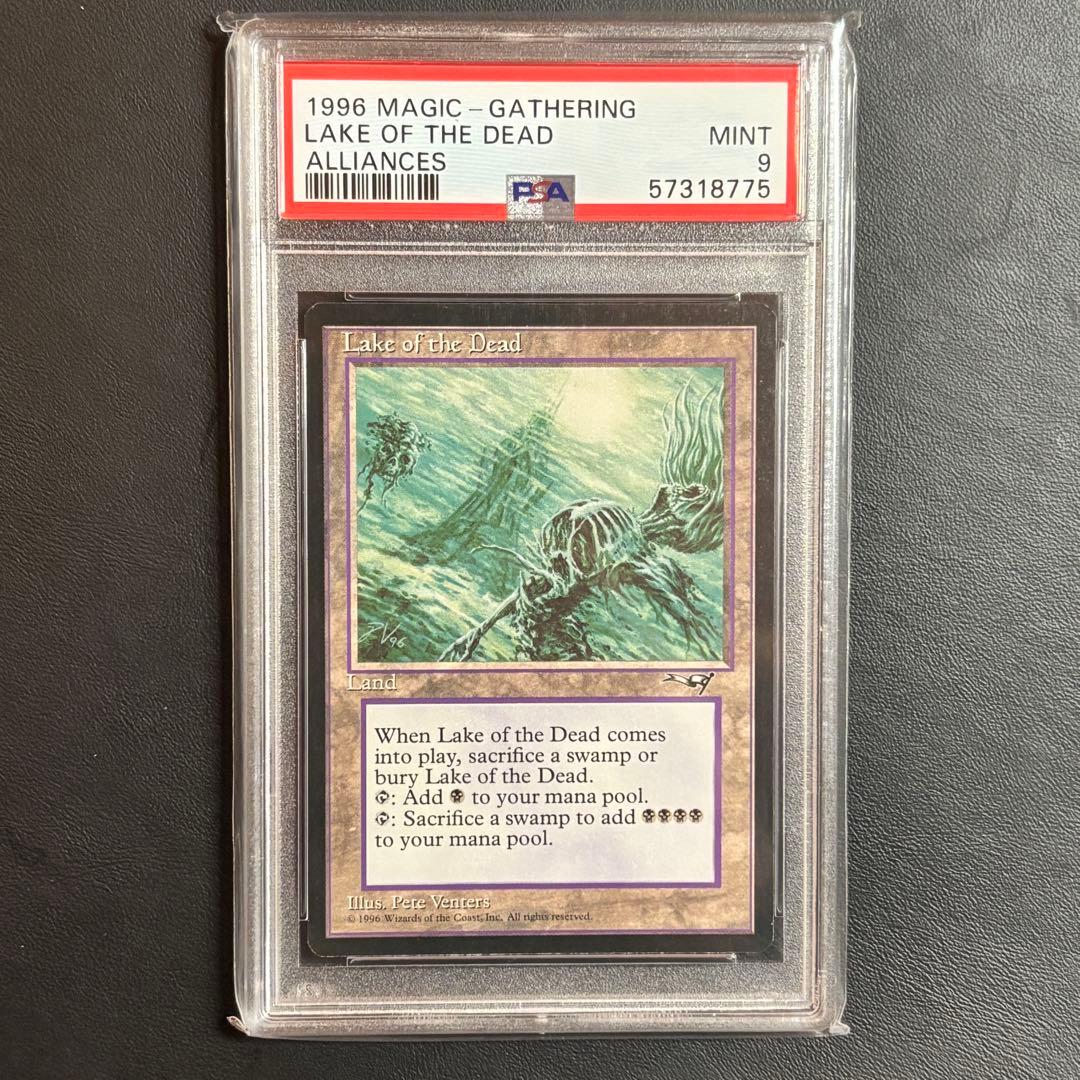 1996 MAGIC - GATHERING
LAKE OF THE DEAD MINT
ALLIANCES 9
PSA 57318775
Lake of the Dead
PV96
Land
When Lake of the Dead comes
into play, sacrifice a swamp or
bury Lake of the Dead.
: Add to your mana pool.
: Sacrifice a swamp to add
to your mana pool.
Illus. Pete Venters
© 1996 Wizards of the Coast, Inc. All rights reserved.